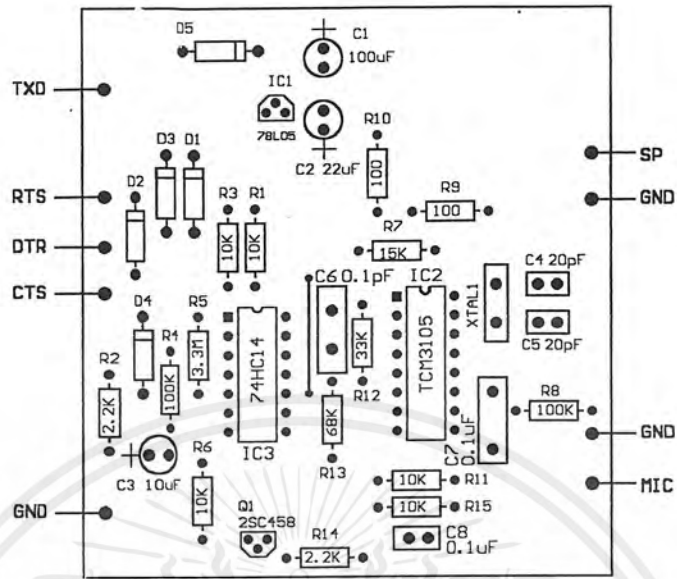 D5
C1
100uF
TXD
IC1
78L05
R10
100
C2 22uF
SP
D3
D1
D2
R3
R1
R9
100
RTS
GND
R7
15K
DTR
10K
10K
C6 0.1pF
IC2
C4 20pF
CTS
XTAL1
D4
R5
R4
3.3M
74HC14
33K
TCM3105
C5 20pF
R2
2.2K
100K
R12
R8
100K
68K
C7
0.1uF
GND
R6
IC3
R13
C3 10uF
10K
10K
R11
MIC
GND
Q1
2SC458
10K
R15
R14
2.2K
C8
0.1uF